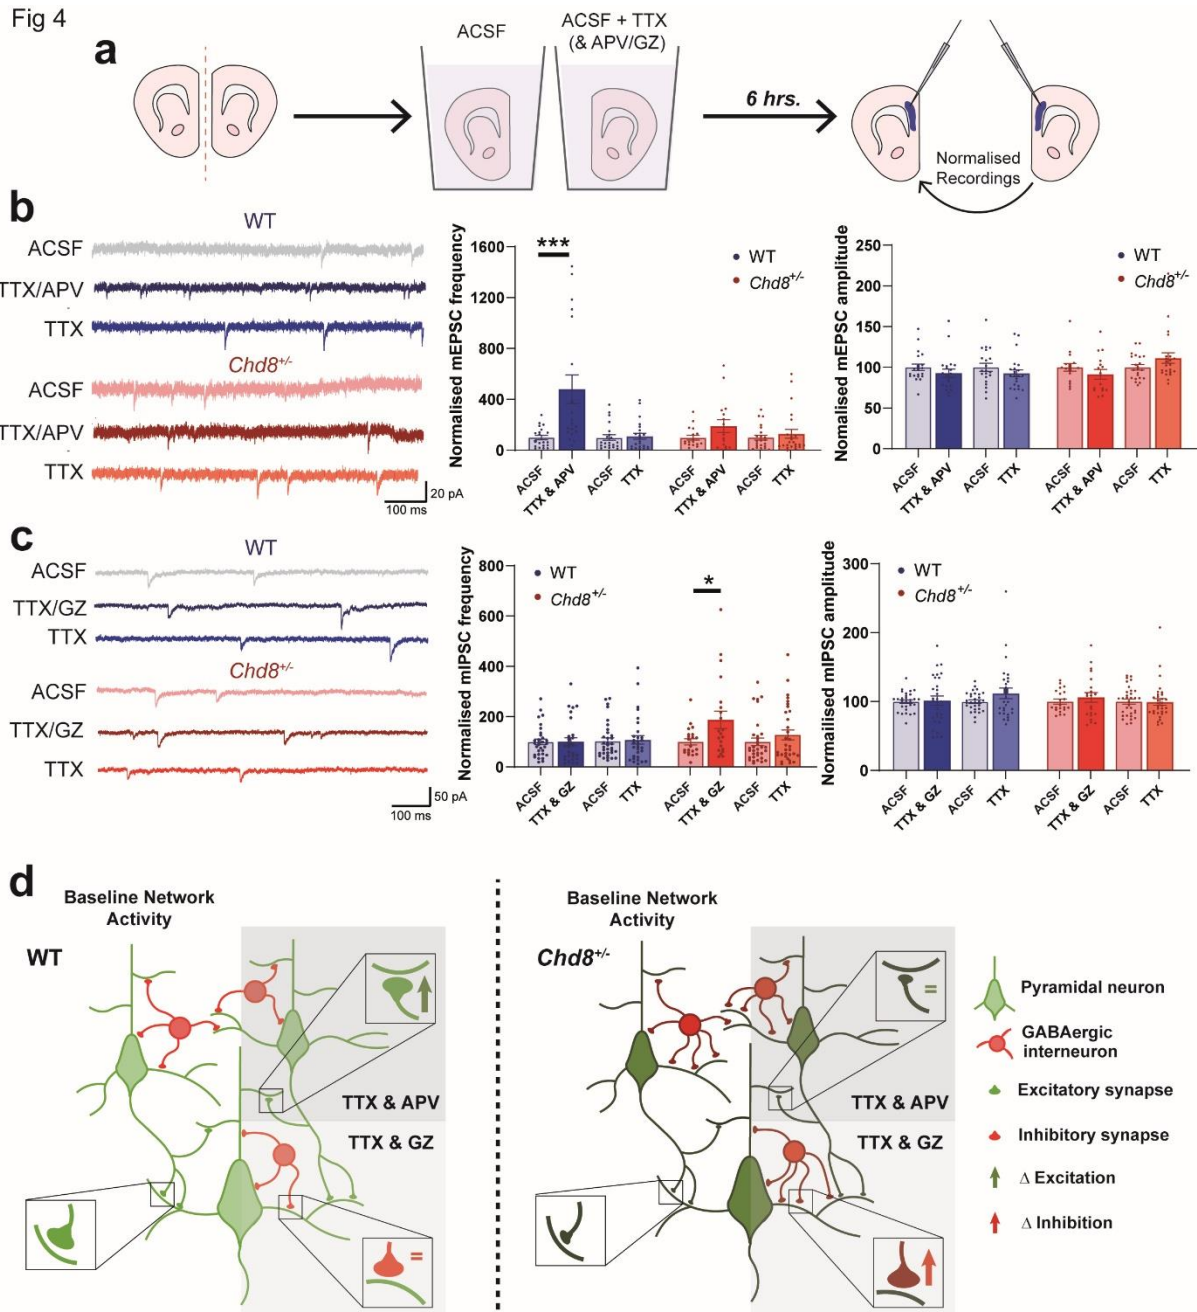 Fig 4
a
ACSF
ACSF + TTX
(& APV/GZ)
6 hrs.
Normalised
Recordings
b
WT
ACSF
TTX/APV
TTX
Chd8+/-
ACSF
TTX/APV
TTX
20 pA
100 ms
Normalised mEPSC frequency
1600
1200
800
400
0
***
WT
Chd8+/-
ACSF
TTX & APV
ACSF
TTX
ACSF
TTX & APV
ACSF
TTX
Nomalised mEPSC amplitude
250
200
150
100
50
0
WT
Chd8+/-
ACSF
TTX & APV
ACSF
TTX
ACSF
TTX & APV
ACSF
TTX
c
WT
ACSF
TTX/GZ
TTX
Chd8+/-
ACSF
TTX/GZ
TTX
50 pA
100 ms
Normalised mIPSC frequency
800
600
400
200
0
*
WT
Chd8+/-
ACSF
TTX & GZ
ACSF
TTX
ACSF
TTX & GZ
ACSF
TTX
Normaliised mIPSC amplitude
300
200
100
0
WT
Chd8+/-
ACSF
TTX & GZ
ACSF
TTX
ACSF
TTX & GZ
ACSF
TTX
d
Baseline Network
Activity
WT
=
TTX & APV
TTX & GZ
Baseline Network
Activity
Chd8+/-
=
TTX & APV
TTX & GZ
Pyramidal neuron
GABAergic
interneuron
Excitatory synapse
Inhibitory synapse
Δ Excitation
Δ Inhibition